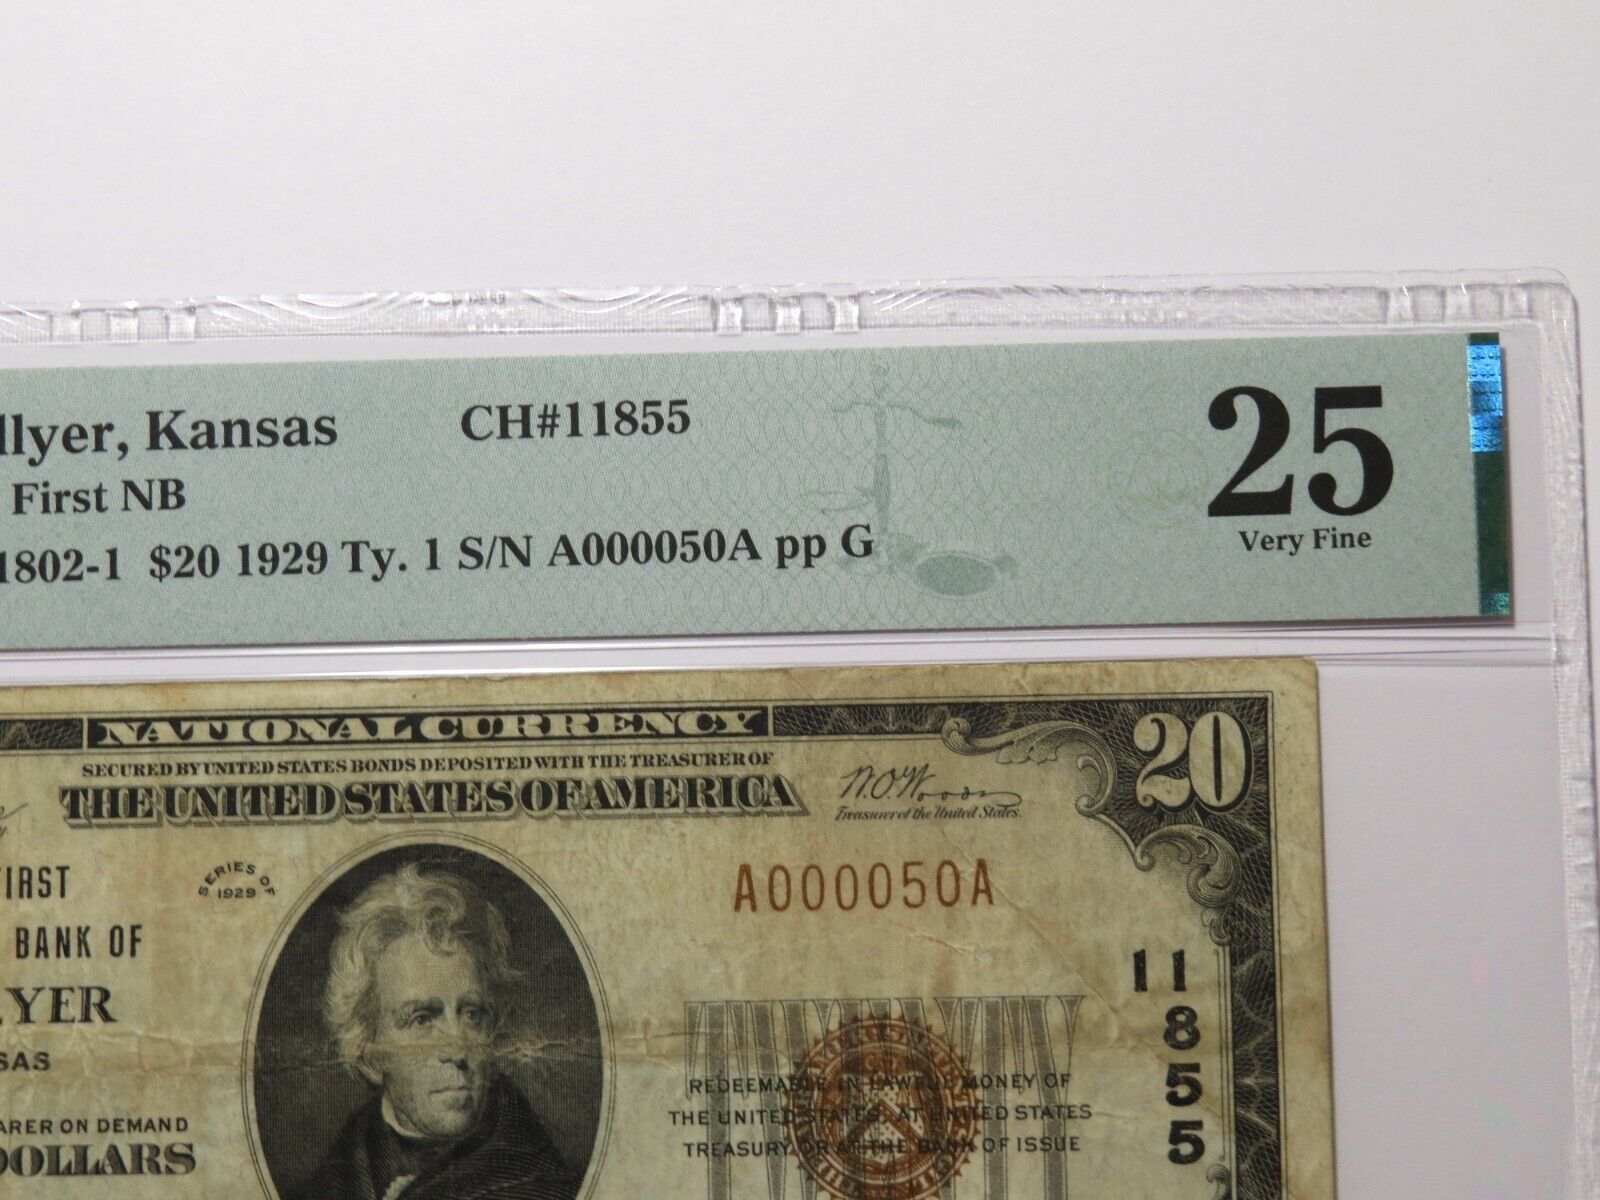 llyer, Kansas CH#11855
First NB
1802-1 $20 1929 Ty. 1 S/N A000050A pp G
25
Very Fine
NATIONAL CURRENCY
SECURED BY UNITED STATES BONDS DEPOSITED WITH THE TREASURER OF
THE UNITED STATES OF AMERICA
W.O. Woods
Treasurer of the United States.
20
FIRST
BANK OF
LYER
SAS
SERIES OF
1929
A000050A
11855
REDEEMABLE IN LAWFUL MONEY OF
THE UNITED STATES AT UNITED STATES
TREASURY OR AT THE BANK OF ISSUE
ARER ON DEMAND
DOLLARS